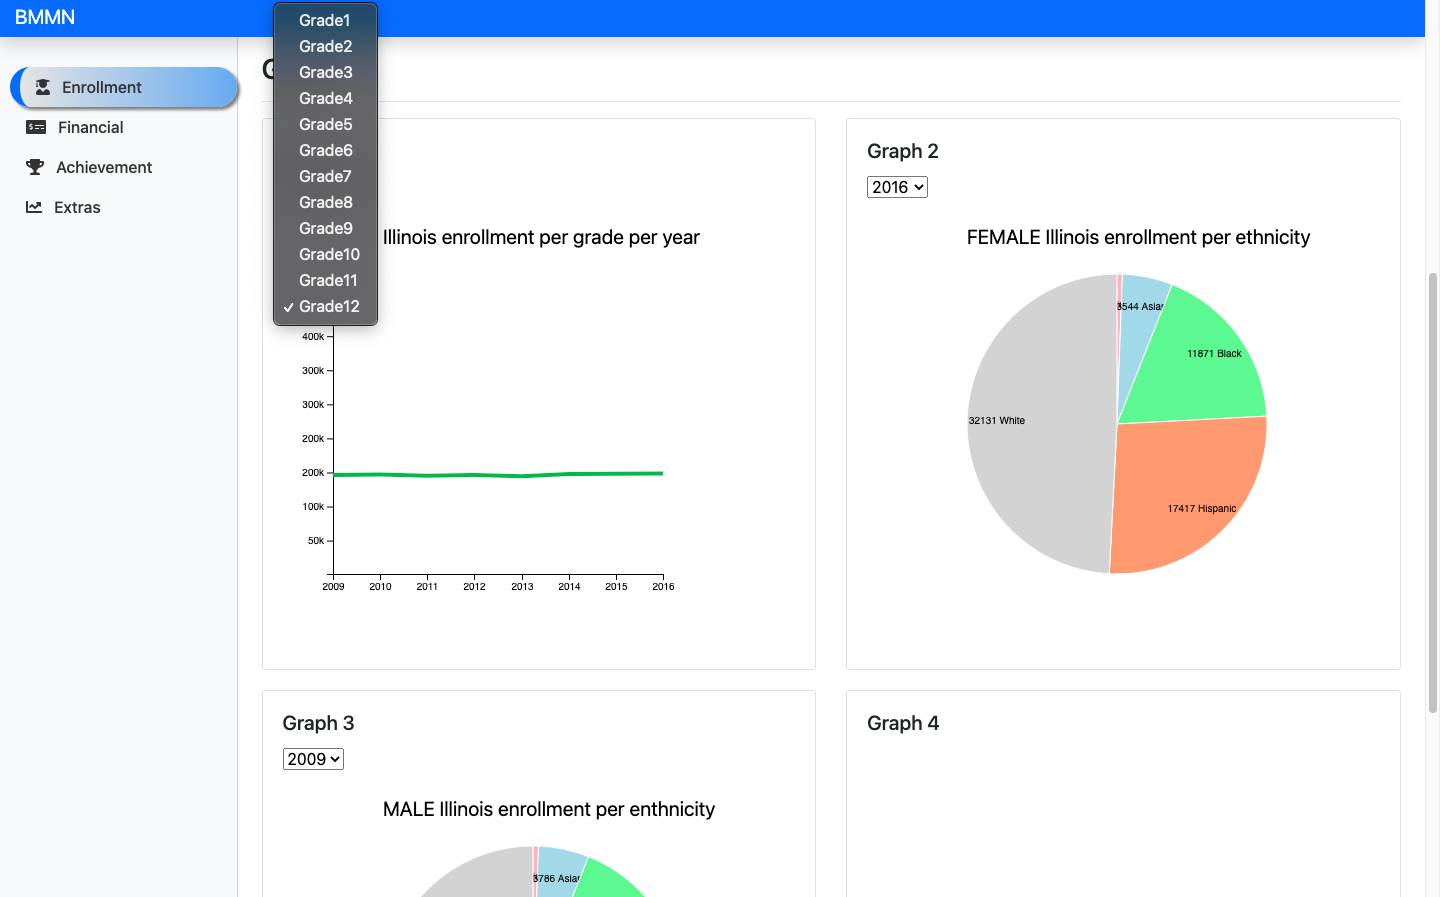 BMMN
Enrollment
Financial
Achievement
Extras
Grade1
Grade2
Grade3
Grade4
Grade5
Grade6
Grade7
Grade8
Grade9
Grade10
Grade11
✓ Grade12
Illinois enrollment per grade per year
400k
300k
300k
200k
200k
100k
50k
2009 2010 2011 2012 2013 2014 2015 2016
Graph 2
2016
FEMALE Illinois enrollment per ethnicity
3544 Asian
11871 Black
32131 White
17417 Hispanic
Graph 3
2009
MALE Illinois enrollment per enthnicity
3786 Asian
Graph 4